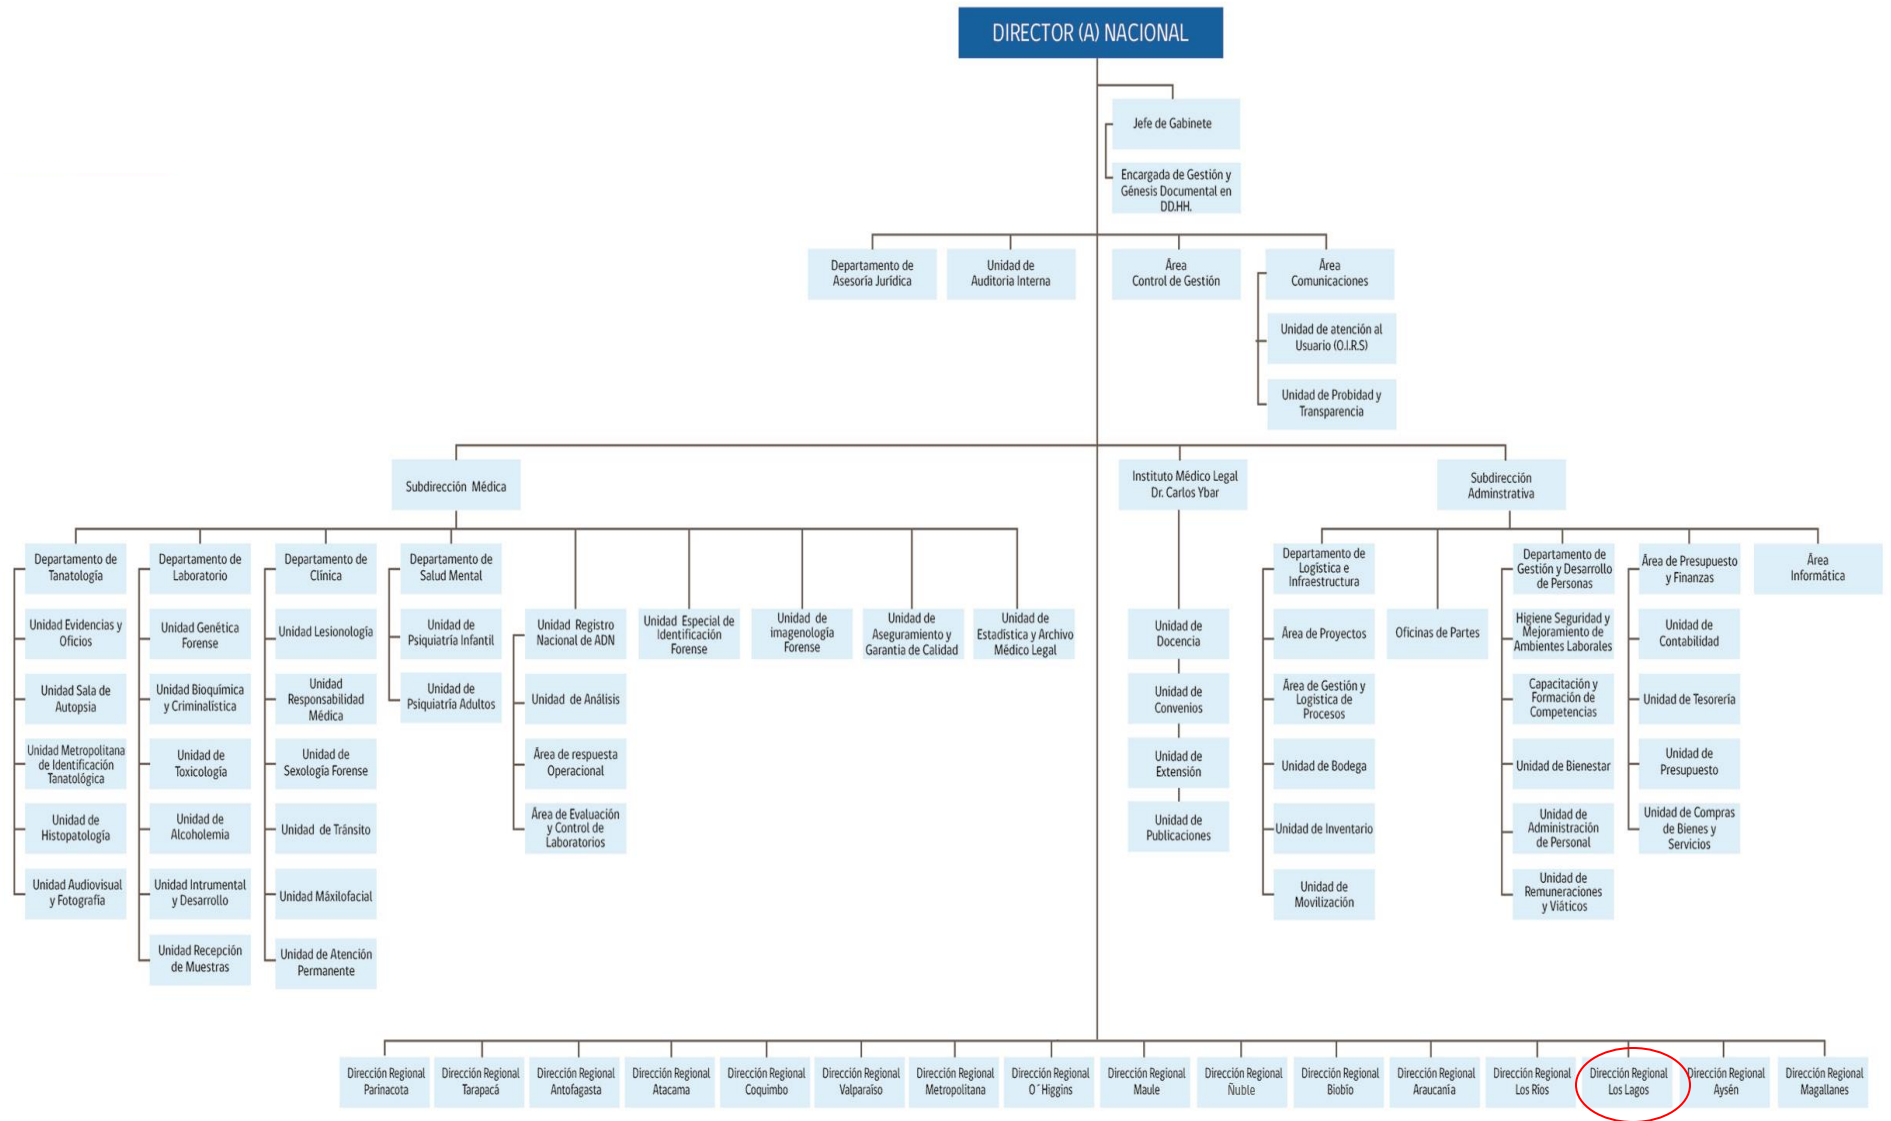 DIRECTOR (A) NACIONAL
Jefe de Gabinete
Encargada de Gestión y
Génesis Documental en
DD.HH.
Departamento de
Asesoría Jurídica
Unidad de
Auditoria Interna
Área
Control de Gestión
Área
Comunicaciones
Unidad de atención al
Usuario (O.I.R.S)
Unidad de Probidad y
Transparencia
Subdirección Médica
Instituto Médico Legal
Dr. Carlos Ybar
Subdirección
Adminstrativa
Departamento de
Tanatología
Unidad Evidencias y
Oficios
Unidad Sala de
Autopsia
Unidad Metropolitana
de Identificación
Tanatológica
Unidad de
Histopatología
Unidad Audiovisual
y Fotografía
Departamento de
Laboratorio
Unidad Genética
Forense
Unidad Bioquímica
y Criminalística
Unidad de
Toxicología
Unidad de
Alcoholemia
Unidad Intrumental
y Desarrollo
Unidad Recepción
de Muestras
Departamento de
Clínica
Unidad Lesionología
Unidad
Responsabilidad
Médica
Unidad de
Sexología Forense
Unidad de Tránsito
Unidad Máxilofacial
Unidad de Atención
Permanente
Departamento de
Salud Mental
Unidad de
Psiquiatría Infantil
Unidad de
Psiquiatría Adultos
Unidad Registro
Nacional de ADN
Unidad de Análisis
Área de respuesta
Operacional
Área de Evaluación
y Control de
Laboratorios
Unidad Especial de
Identificación
Forense
Unidad de
imagenología
Forense
Unidad de
Aseguramiento y
Garantia de Calidad
Unidad de
Estadística y Archivo
Médico Legal
Unidad de
Docencia
Unidad de
Convenios
Unidad de
Extensión
Unidad de
Publicaciones
Departamento de
Logística e
Infraestructura
Área de Proyectos
Área de Gestión y
Logistica de
Procesos
Unidad de Bodega
Unidad de Inventario
Unidad de
Movilización
Oficinas de Partes
Departamento de
Gestión y Desarrollo
de Personas
Higiene Seguridad y
Mejoramiento de
Ambientes Laborales
Capacitación y
Formación de
Competencias
Unidad de Bienestar
Unidad de
Administración
de Personal
Unidad de
Remuneraciones
y Viáticos
Área de Presupuesto
y Finanzas
Unidad de
Contabilidad
Unidad de Tesorería
Unidad de
Presupuesto
Unidad de Compras
de Bienes y
Servicios
Área
Informática
Dirección Regional
Parinacota
Dirección Regional
Tarapacá
Dirección Regional
Antofagasta
Dirección Regional
Atacama
Dirección Regional
Coquimbo
Dirección Regional
Valparaíso
Dirección Regional
Metropolitana
Dirección Regional
O´Higgins
Dirección Regional
Maule
Dirección Regional
Ñuble
Dirección Regional
Biobío
Dirección Regional
Araucanía
Dirección Regional
Los Ríos
Dirección Regional
Los Lagos
Dirección Regional
Aysén
Dirección Regional
Magallanes